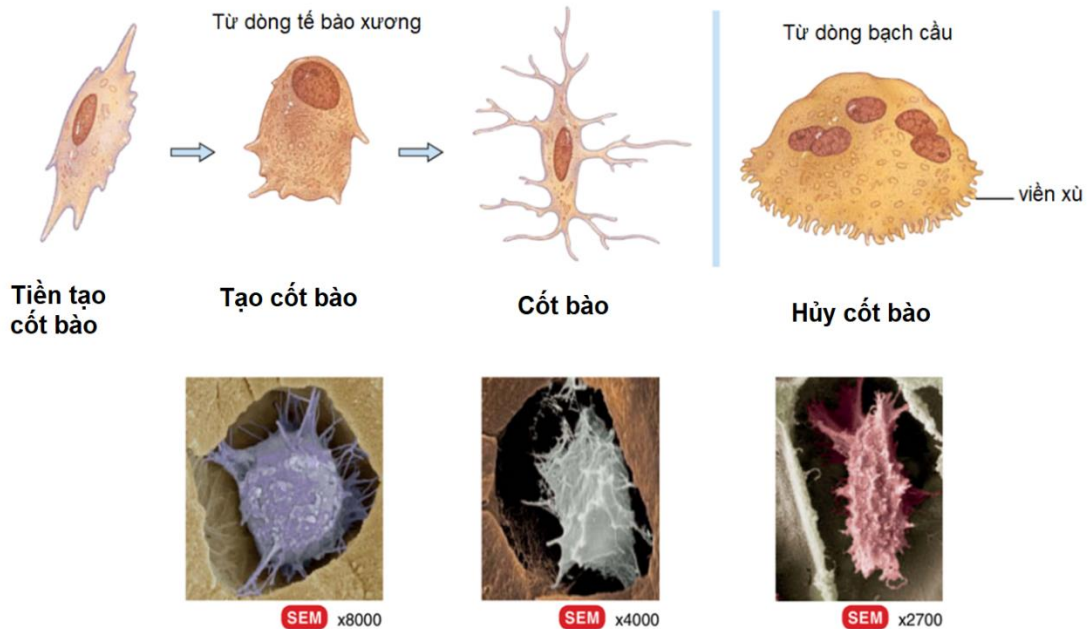 Từ dòng tế bào xương
Từ dòng bạch cầu
viền xù
Tiền tạo
cốt bào
Tạo cốt bào
Cốt bào
Hủy cốt bào
SEM x8000
SEM x4000
SEM x2700